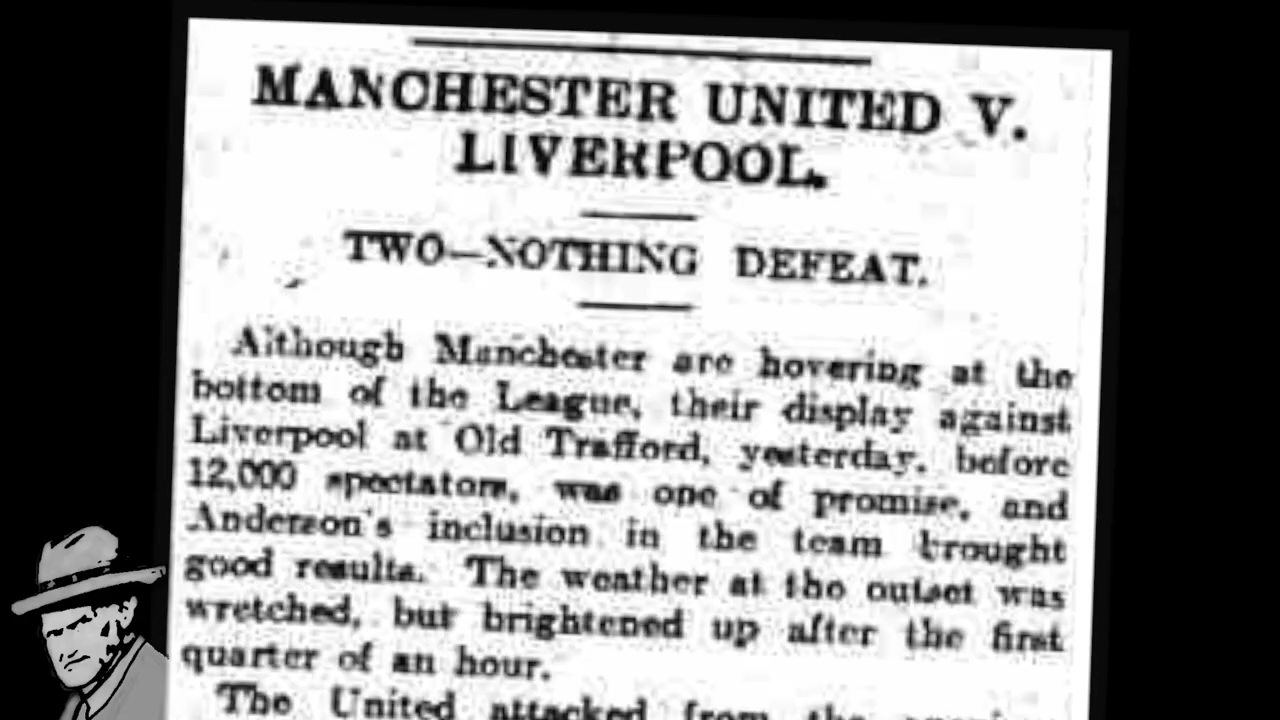 MANCHESTER UNITED V.
LIVERPOOL.
TWO—NOTHING DEFEAT.
Although Manchester are hovering at the
bottom of the League, their display against
Liverpool at Old Trafford, yesterday, before
12,000 spectators, was one of promise, and
Anderson's inclusion in the team brought
good results. The weather at the outset was
wretched, but brightened up after the first
quarter of an hour.
The United attacked from the